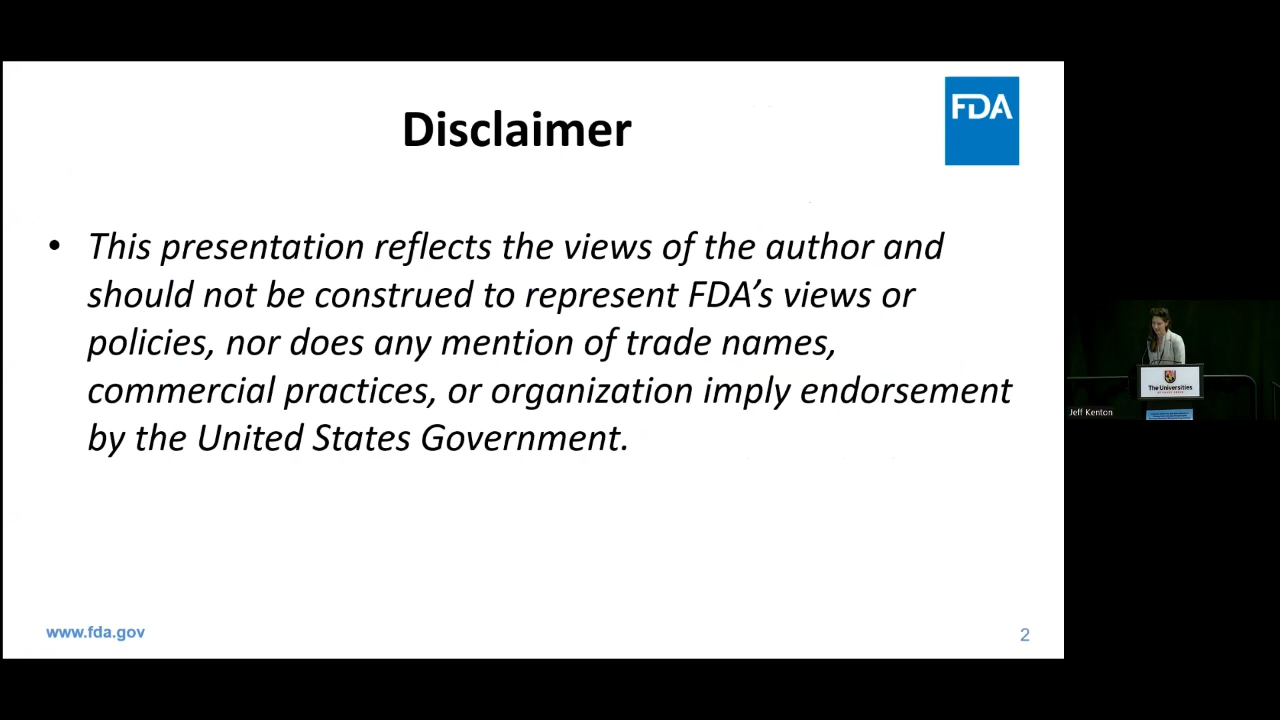 FDA
Disclaimer
• This presentation reflects the views of the author and
should not be construed to represent FDA's views or
policies, nor does any mention of trade names,
commercial practices, or organization imply endorsement
by the United States Government.
www.fda.gov
2
The Universities
Jeff Kenton